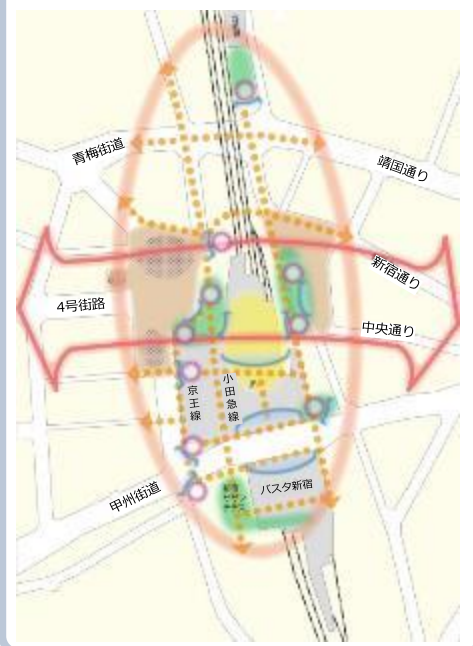 青梅街道
靖国通り
新宿通り
4号街路
中央通り
京王線
小田急線
甲州街道
バスタ新宿